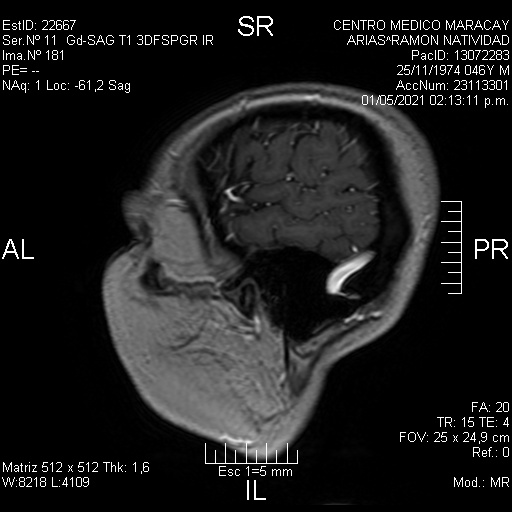 EstID: 22667
Ser.Nº 11 Gd-SAG T1 3DFSPGR IR
Ima.Nº 181
PE= --
NAq: 1 Loc: -61,2 Sag
SR
CENTRO MEDICO MARACAY
ARIAS^RAMON NATIVIDAD
PacID: 13072283
25/11/1974 046Y M
AccNum: 23113301
01/05/2021 02:13:11 p.m.
AL
PR
FA: 20
TR: 15 TE: 4
FOV: 25 x 24,9 cm
Ref.: 0
Mod.: MR
Matriz 512 x 512 Thk: 1,6
W:8218 L:4109
Esc 1=5 mm
IL